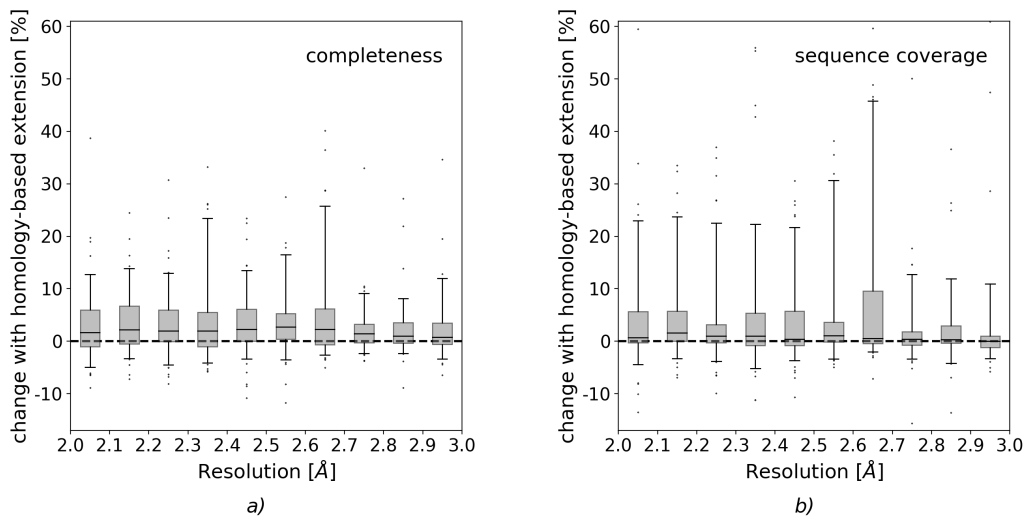 change with homology-based extension [%]
60
50
40
30
20
10
0
-10
completeness
2.0 2.1 2.2 2.3 2.4 2.5 2.6 2.7 2.8 2.9 3.0
Resolution [Å]
a)
change with homology-based extension [%]
60
50
40
30
20
10
0
-10
sequence coverage
2.0 2.1 2.2 2.3 2.4 2.5 2.6 2.7 2.8 2.9 3.0
Resolution [Å]
b)